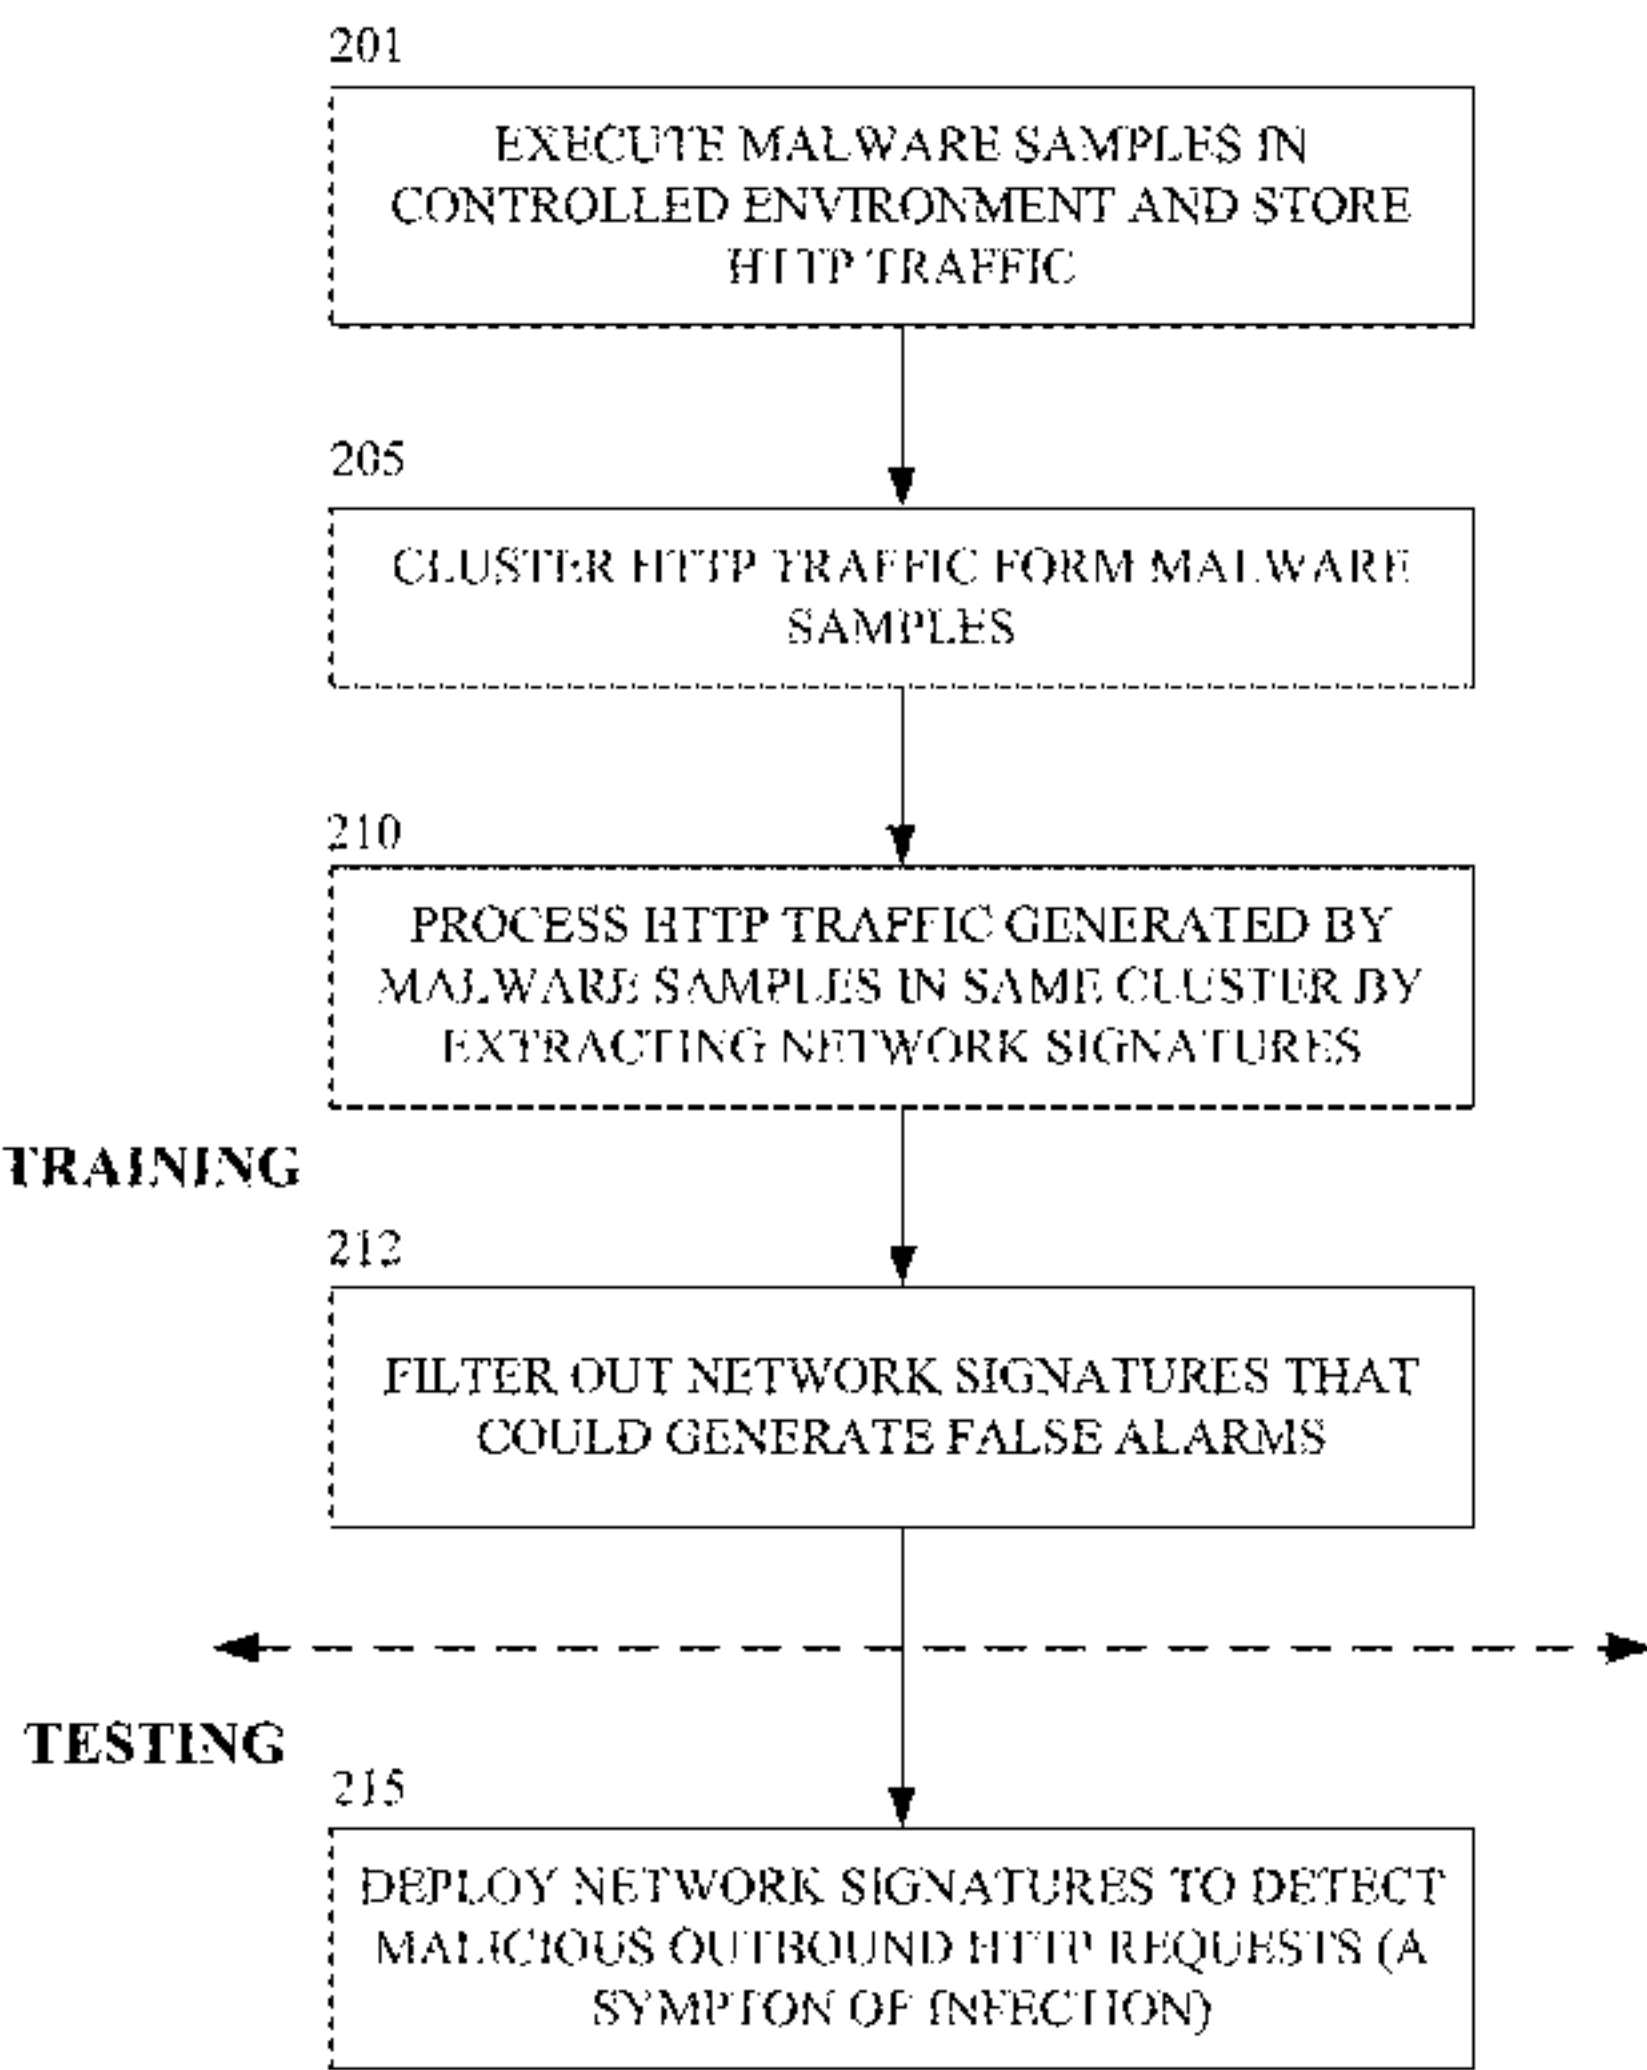 201
EXECUTE MALWARE SAMPLES IN
CONTROLLED ENVIRONMENT AND STORE
HTTP TRAFFIC
205
CLUSTER HTTP TRAFFIC FORM MALWARE
SAMPLES
210
PROCESS HTTP TRAFFIC GENERATED BY
MALWARE SAMPLES IN SAME CLUSTER BY
EXTRACTING NETWORK SIGNATURES
TRAINING
212
FILTER OUT NETWORK SIGNATURES THAT
COULD GENERATE FALSE ALARMS
TESTING
215
DEPLOY NETWORK SIGNATURES TO DETECT
MALICIOUS OUTBOUND HTTP REQUESTS (A
SYMPTON OF INFECTION)